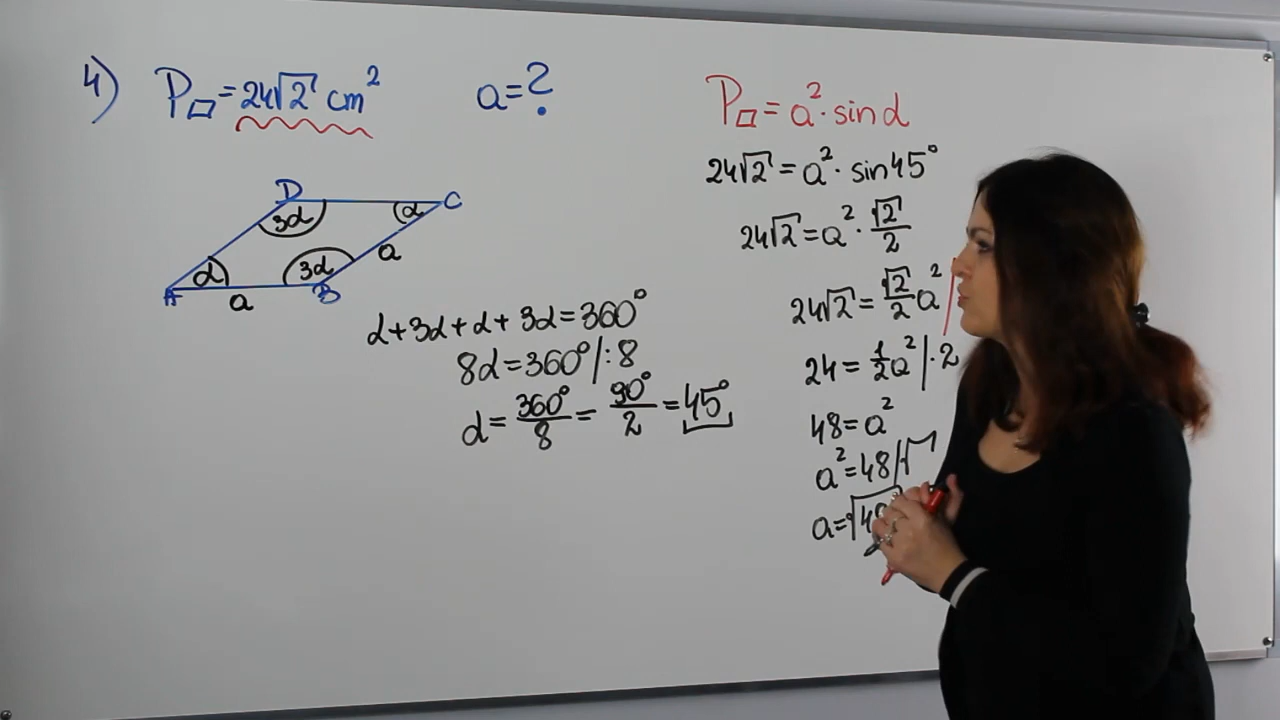 4) P▱ = 24√2 cm² a = ?
D C
3α α
α 3α a
A a B
α + 3α + α + 3α = 360°
8α = 360° / :8
α = 360°/8 = 90°/2 = 45°
P▱ = a² · sin α
24√2 = a² · sin 45°
24√2 = a² · √2/2
24√2 = √2/2 a²
24 = 1/2 a² | · 2
48 = a²
a² = 48 / √
a =